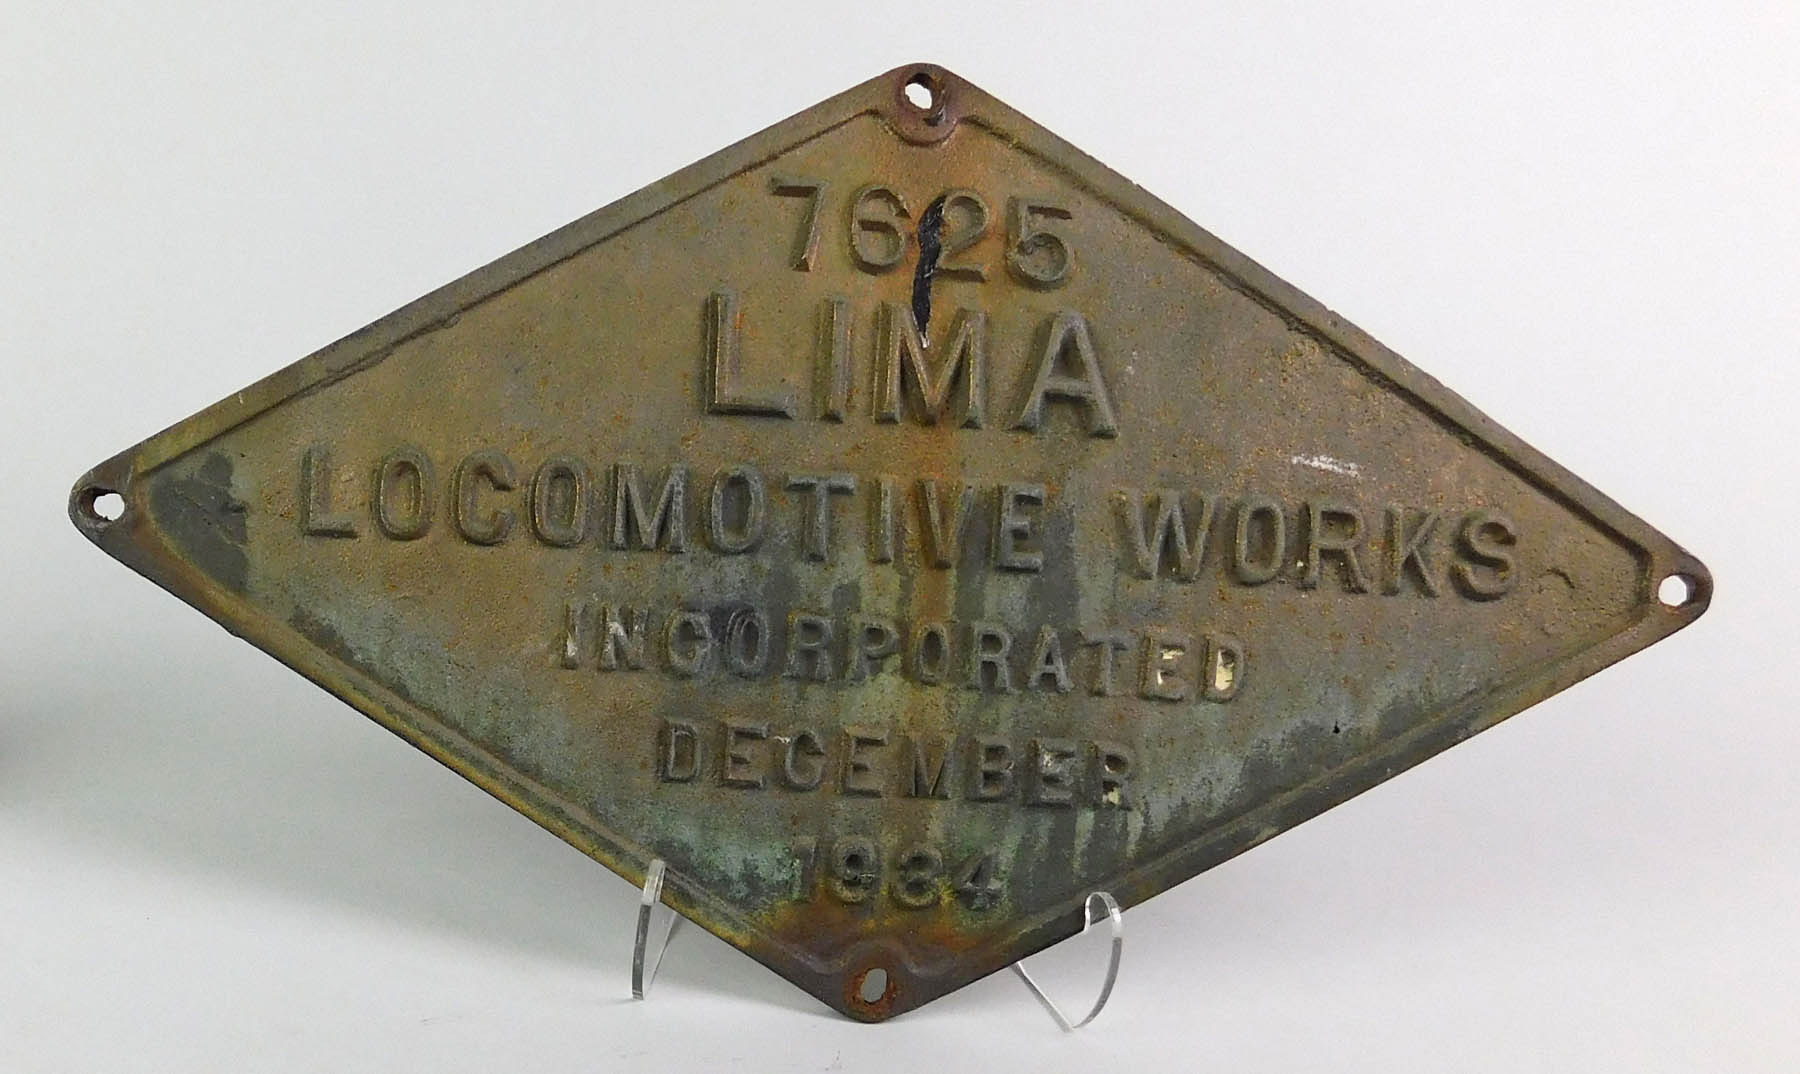 7625
LIMA
LOCOMOTIVE WORKS
INCORPORATED
DECEMBER
1934